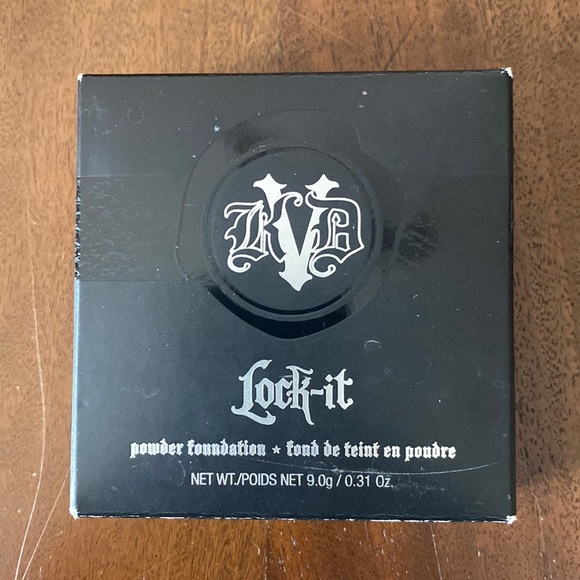 KVD
Lock-it
powder foundation ★ fond de teint en poudre
NET WT./POIDS NET 9.0g / 0.31 Oz.